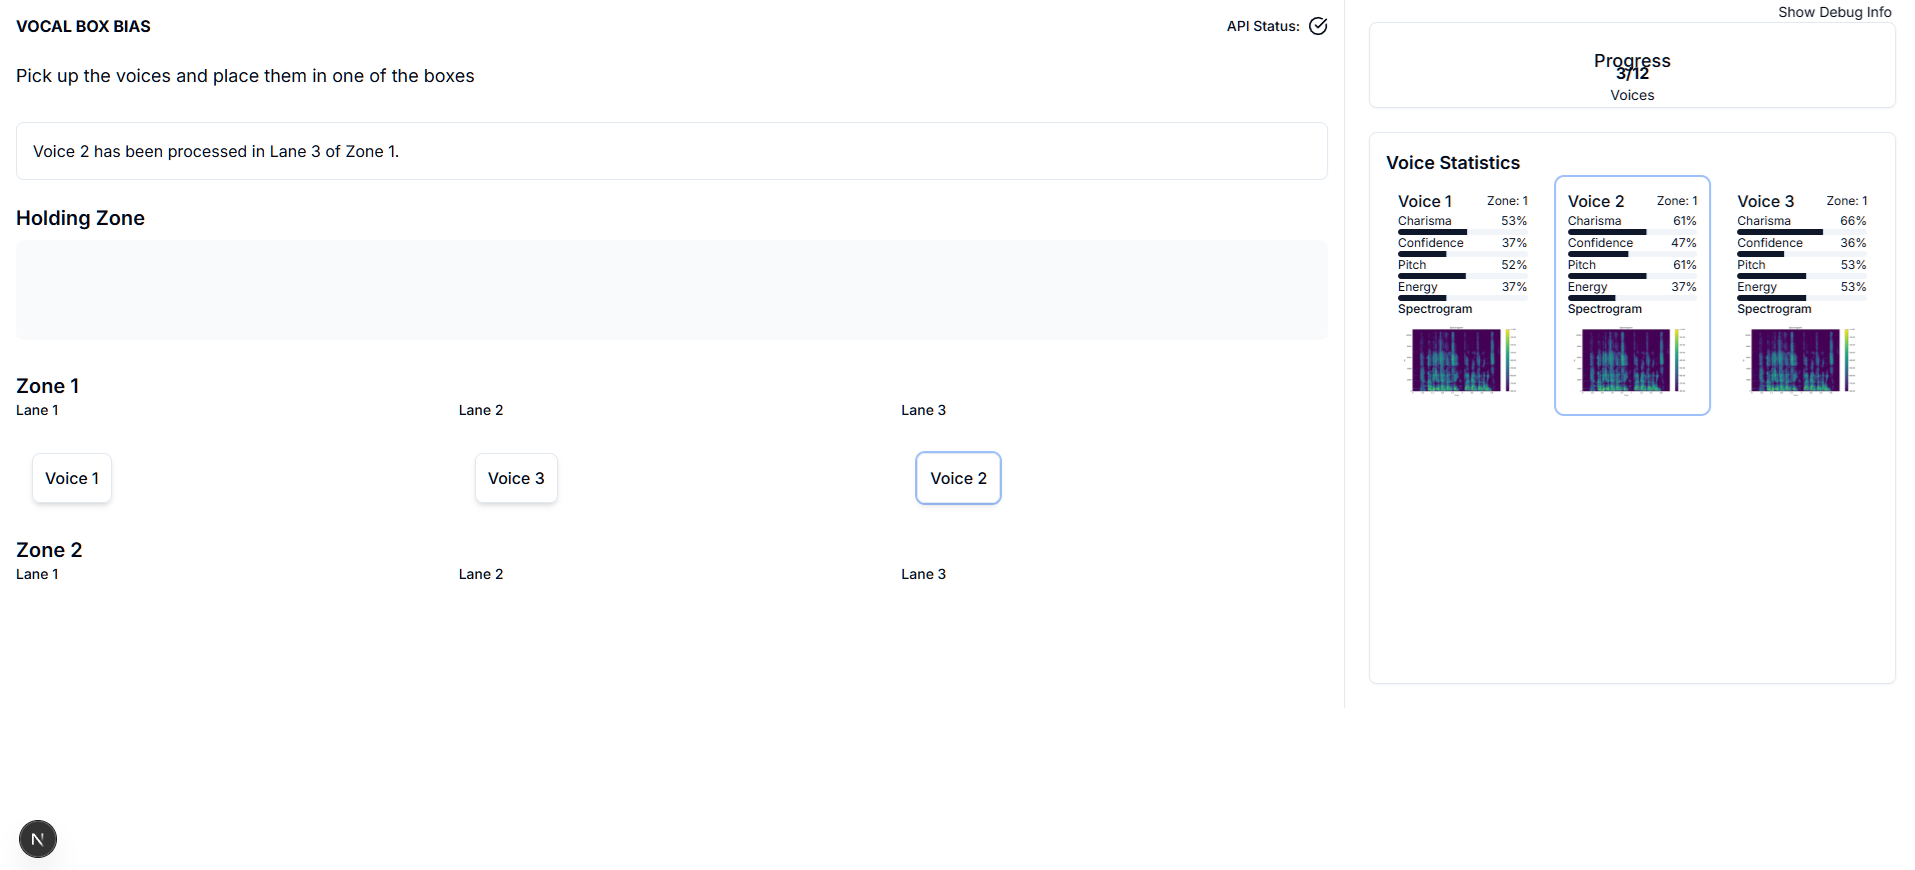 VOCAL BOX BIAS
API Status:
Pick up the voices and place them in one of the boxes
Voice 2 has been processed in Lane 3 of Zone 1.
Holding Zone
Zone 1
Lane 1
Lane 2
Lane 3
Voice 1
Voice 3
Voice 2
Zone 2
Lane 1
Lane 2
Lane 3
N
Show Debug Info
Progress
3/12
Voices
Voice Statistics
Voice 1 Zone: 1
Charisma 53%
Confidence 37%
Pitch 52%
Energy 37%
Spectrogram
Voice 2 Zone: 1
Charisma 61%
Confidence 47%
Pitch 61%
Energy 37%
Spectrogram
Voice 3 Zone: 1
Charisma 66%
Confidence 36%
Pitch 53%
Energy 53%
Spectrogram